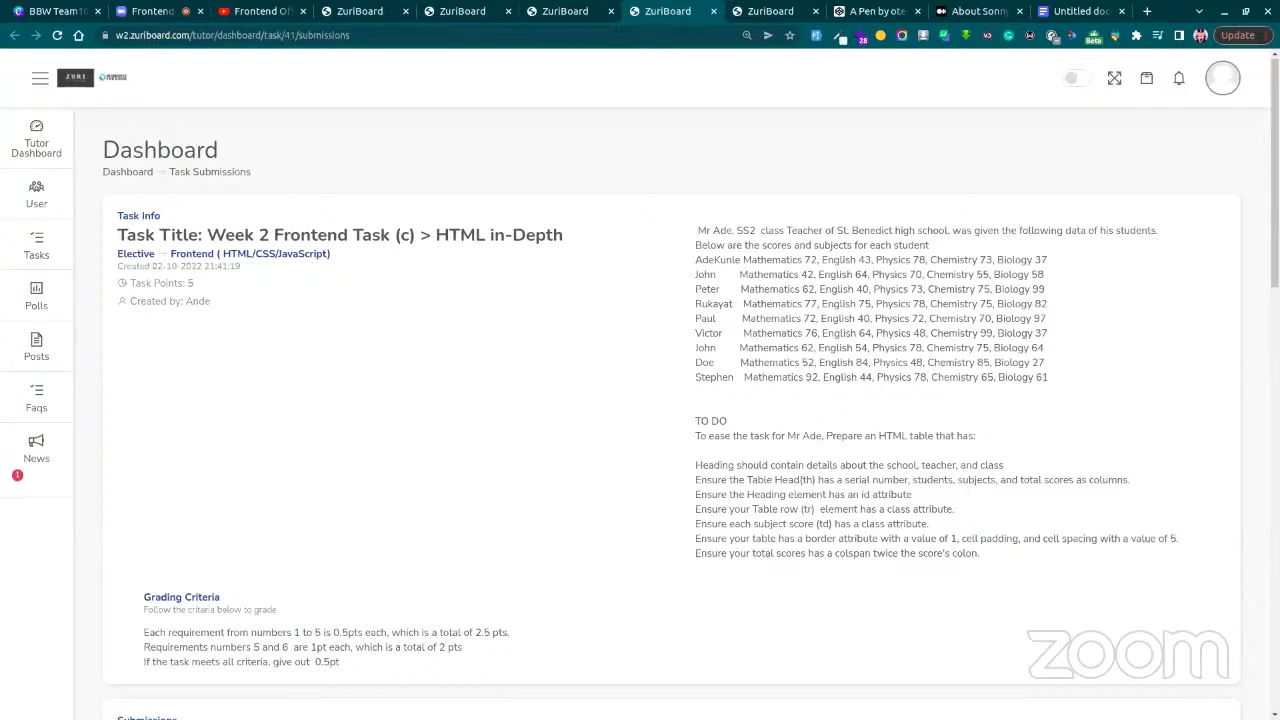 BBW Team 10
Frontend
Frontend Of
ZuriBoard
ZuriBoard
ZuriBoard
ZuriBoard
ZuriBoard
A Pen by ote
About Sonny
Untitled doc
w2.zuriboard.com/tutor/dashboard/task/41/submissions
28
Beta
Update
ZURI
Tutor
Dashboard
User
Tasks
Polls
Posts
Faqs
News
1
Dashboard
Dashboard → Task Submissions
Task Info
Task Title: Week 2 Frontend Task (c) > HTML in-Depth
Elective → Frontend ( HTML/CSS/JavaScript)
Created 02-10-2022 21:41:19
Task Points: 5
Created by: Ande
Mr Ade, SS2 class Teacher of St. Benedict high school, was given the following data of his students.
Below are the scores and subjects for each student
AdeKunle Mathematics 72, English 43, Physics 78, Chemistry 73, Biology 37
John Mathematics 42, English 64, Physics 70, Chemistry 55, Biology 58
Peter Mathematics 62, English 40, Physics 73, Chemistry 75, Biology 99
Rukayat Mathematics 77, English 75, Physics 78, Chemistry 75, Biology 82
Paul Mathematics 72, English 40, Physics 72, Chemistry 70, Biology 97
Victor Mathematics 76, English 64, Physics 48, Chemistry 99, Biology 37
John Mathematics 62, English 54, Physics 78, Chemistry 75, Biology 64
Doe Mathematics 52, English 84, Physics 48, Chemistry 85, Biology 27
Stephen Mathematics 92, English 44, Physics 78, Chemistry 65, Biology 61
TO DO
To ease the task for Mr Ade, Prepare an HTML table that has:
Heading should contain details about the school, teacher, and class
Ensure the Table Head(th) has a serial number, students, subjects, and total scores as columns.
Ensure the Heading element has an id attribute
Ensure your Table row (tr) element has a class attribute.
Ensure each subject score (td) has a class attribute.
Ensure your table has a border attribute with a value of 1, cell padding, and cell spacing with a value of 5.
Ensure your total scores has a colspan twice the score's colon.
Grading Criteria
Follow the criteria below to grade
Each requirement from numbers 1 to 5 is 0.5pts each, which is a total of 2.5 pts.
Requirements numbers 5 and 6 are 1pt each, which is a total of 2 pts
If the task meets all criteria, give out 0.5pt
zoom
Submissions